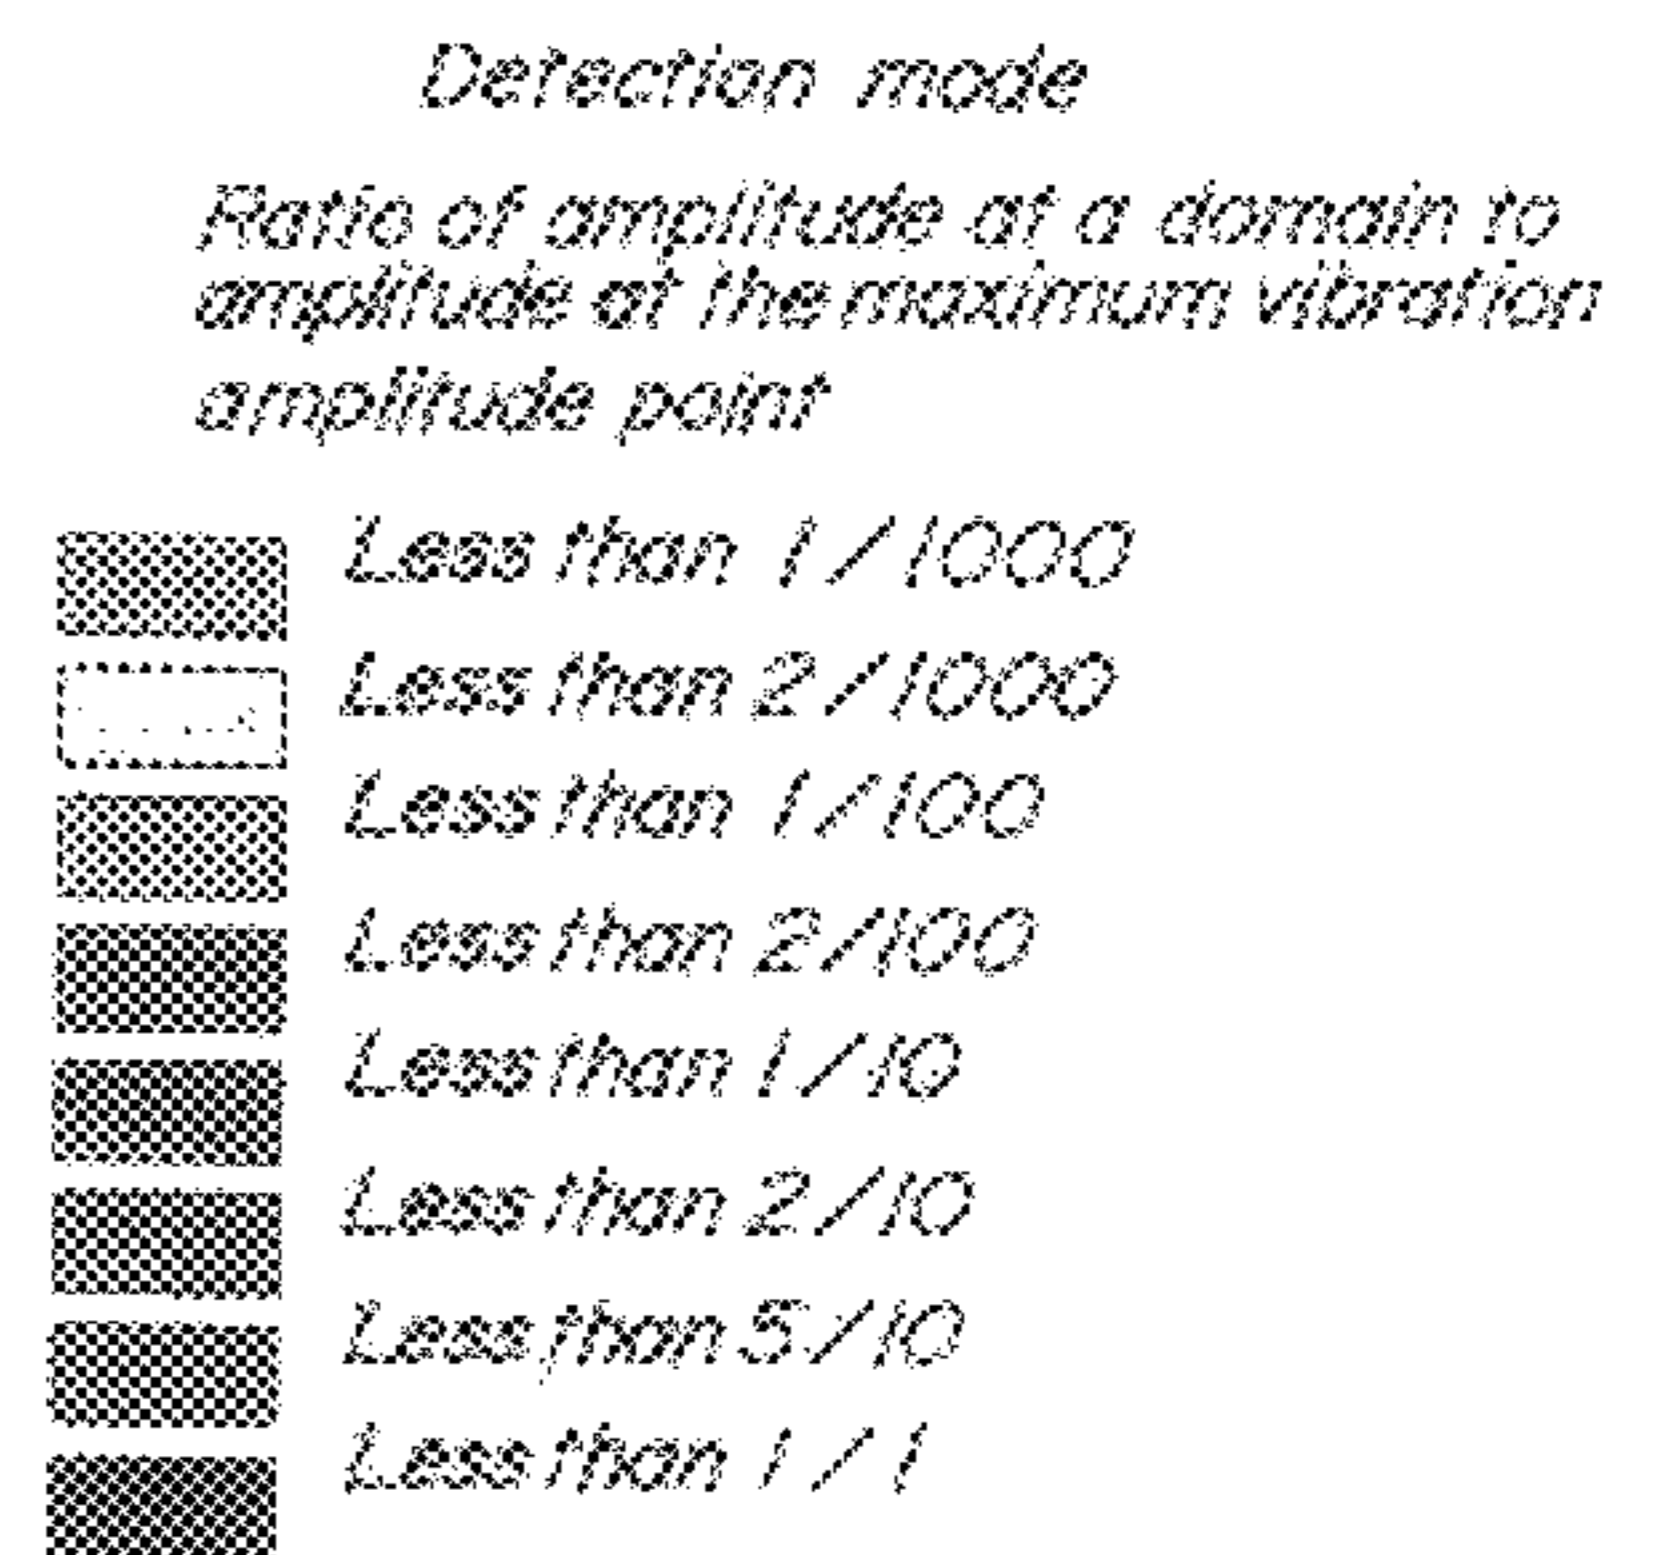 Detection mode
Ratio of amplitude at a domain to
amplitude at the maximum vibration
amplitude point
Less than 1/1000
Less than 2/1000
Less than 1/100
Less than 2/100
Less than 1/10
Less than 2/10
Less than 5/10
Less than 1/1